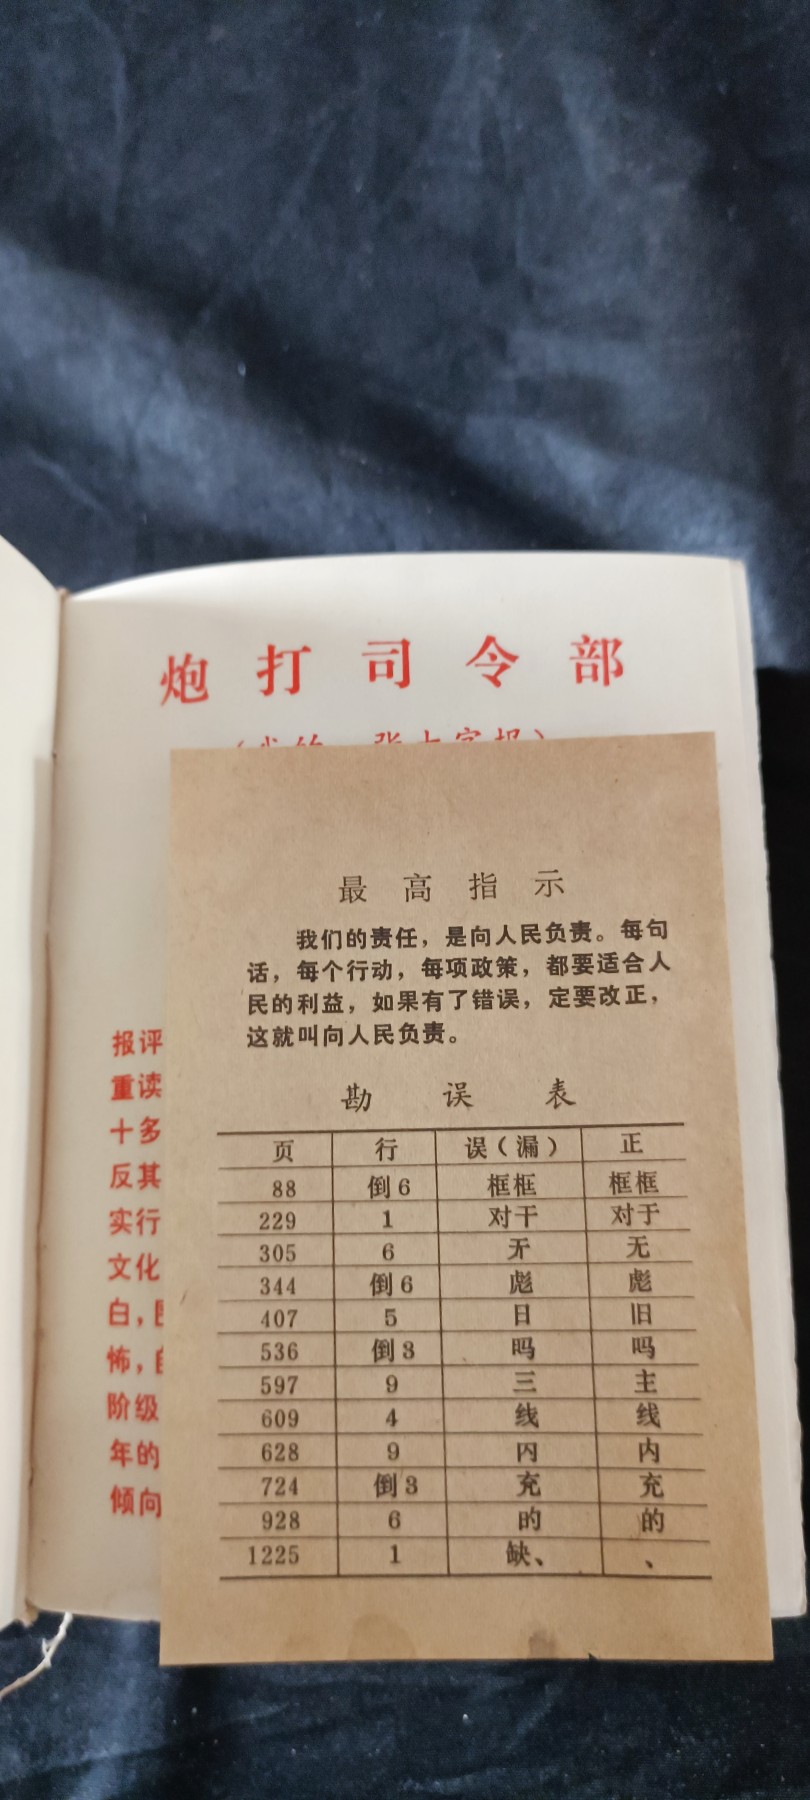 炮打司令部
报评
重读
十多
反其
实行
文化
白，
怖，
阶级
年的
倾向
最高指示
我们的责任，是向人民负责。每句
话，每个行动，每项政策，都要适合人
民的利益，如果有了错误，定要改正，
这就叫向人民负责。
勘误表
页 行 误（漏） 正
88 倒6 框框 框框
229 1 对干 对于
305 6 无
344 倒6 彪 彪
407 5 日 旧
536 倒3 吗
597 9 三 主
609 4 线 线
628 9 内
724 倒3 充 充
928 6 的 的
1225 1 缺、 、